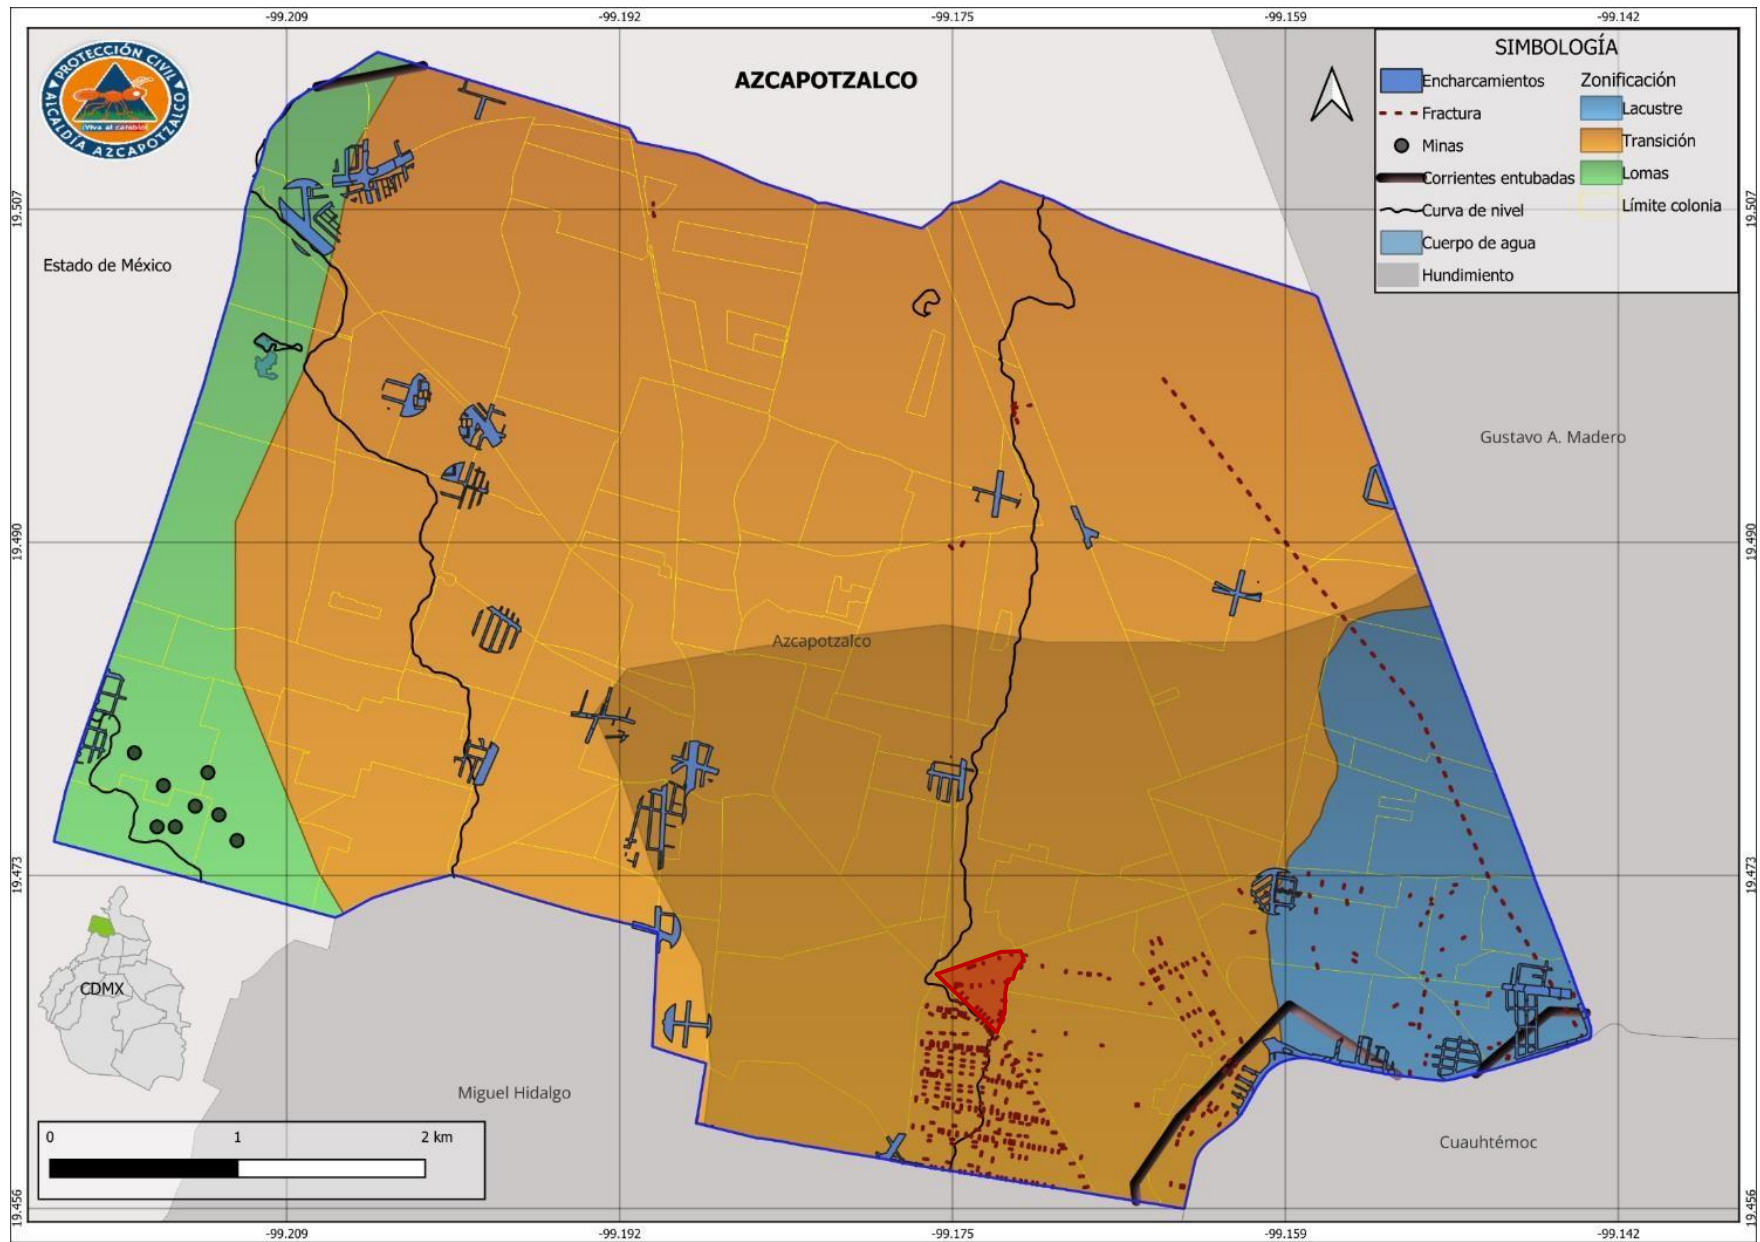 -99.209
-99.192
-99.175
-99.159
-99.142
PROTECCIÓN CIVIL
¡Viva el cambio!
ALCALDÍA AZCAPOTZALCO
AZCAPOTZALCO
SIMBOLOGÍA
Encharcamientos
Fractura
Minas
Corrientes entubadas
Curva de nivel
Cuerpo de agua
Hundimiento
Zonificación
Lacustre
Transición
Lomas
Límite colonia
19.507
19.507
Estado de México
Gustavo A. Madero
19.490
19.490
Azcapotzalco
19.473
19.473
CDMX
Miguel Hidalgo
Cuauhtémoc
0
1
2 km
19.456
19.456
-99.209
-99.192
-99.175
-99.159
-99.142